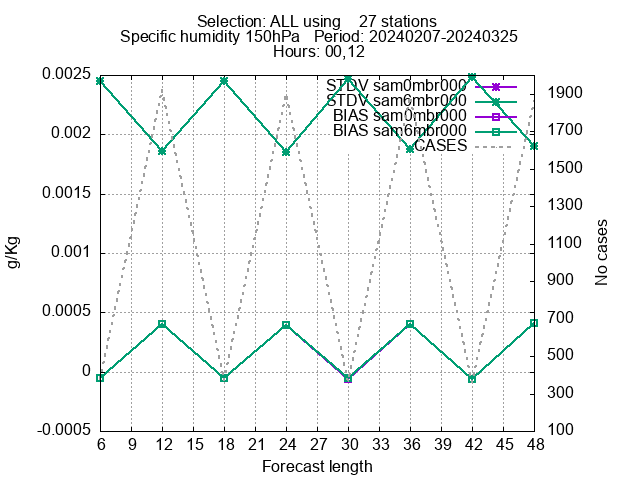 Selection: ALL using 27 stations
Specific humidity 150hPa Period: 20240207-20240325
Hours: 00,12
STDV sam0mbr000
STDV sam6mbr000
BIAS sam0mbr000
BIAS sam6mbr000
CASES
0.0025
0.002
0.0015
0.001
0.0005
0
-0.0005
g/Kg
1900
1700
1500
1300
1100
900
700
500
300
100
No cases
6 9 12 15 18 21 24 27 30 33 36 39 42 45 48
Forecast length